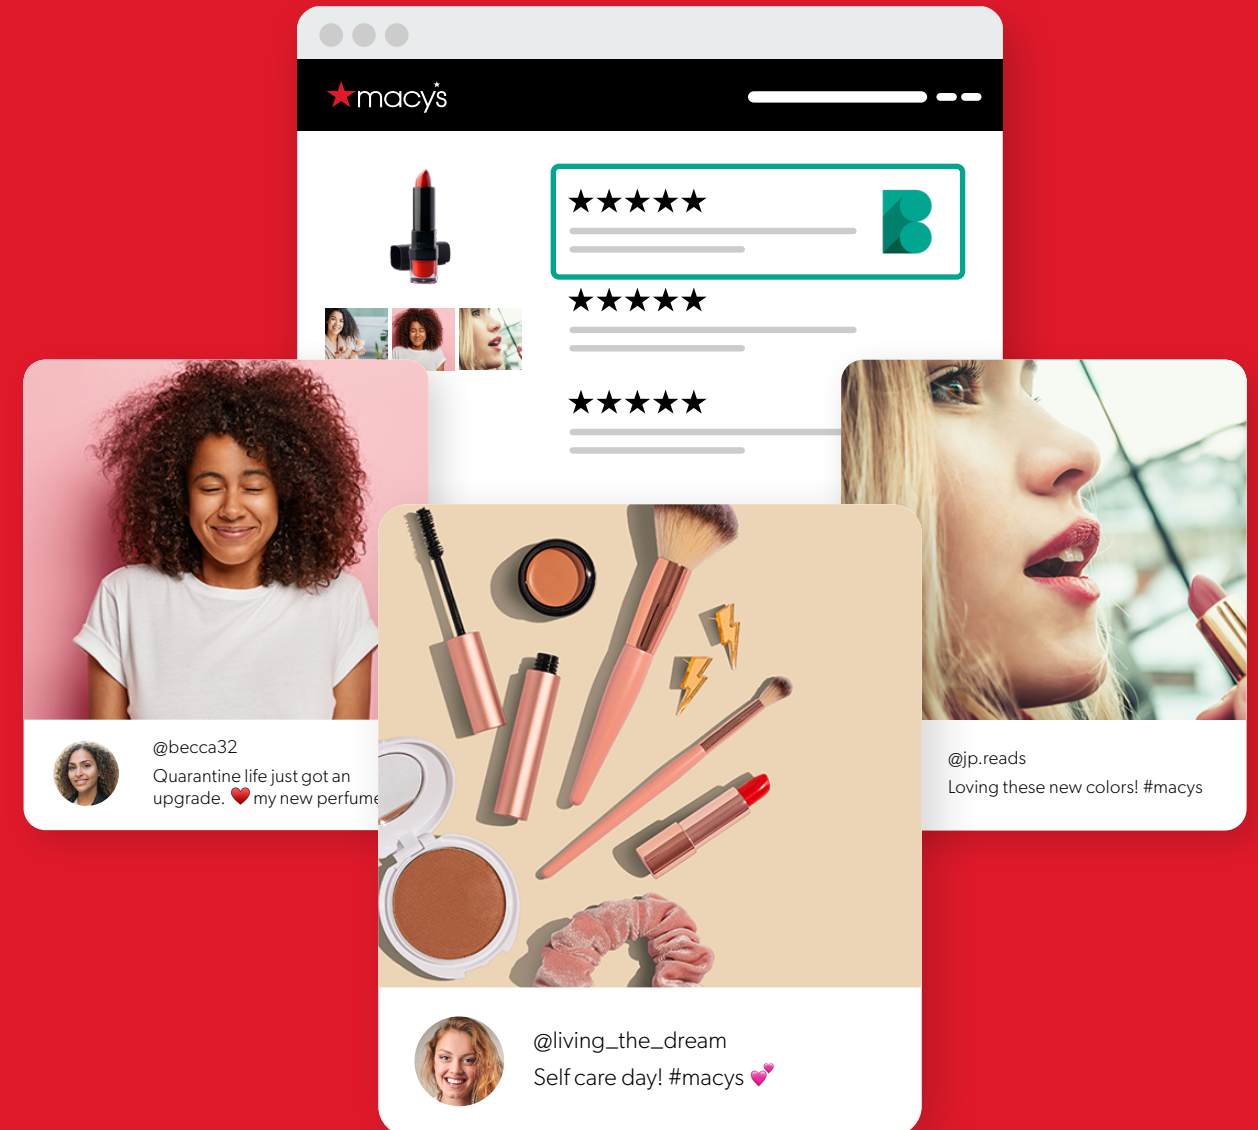 macy's
@becca32
Quarantine life just got an
upgrade. ❤️ my new perfume
@jp.reads
Loving these new colors! #macys
@living_the_dream
Self care day! #macys 💕